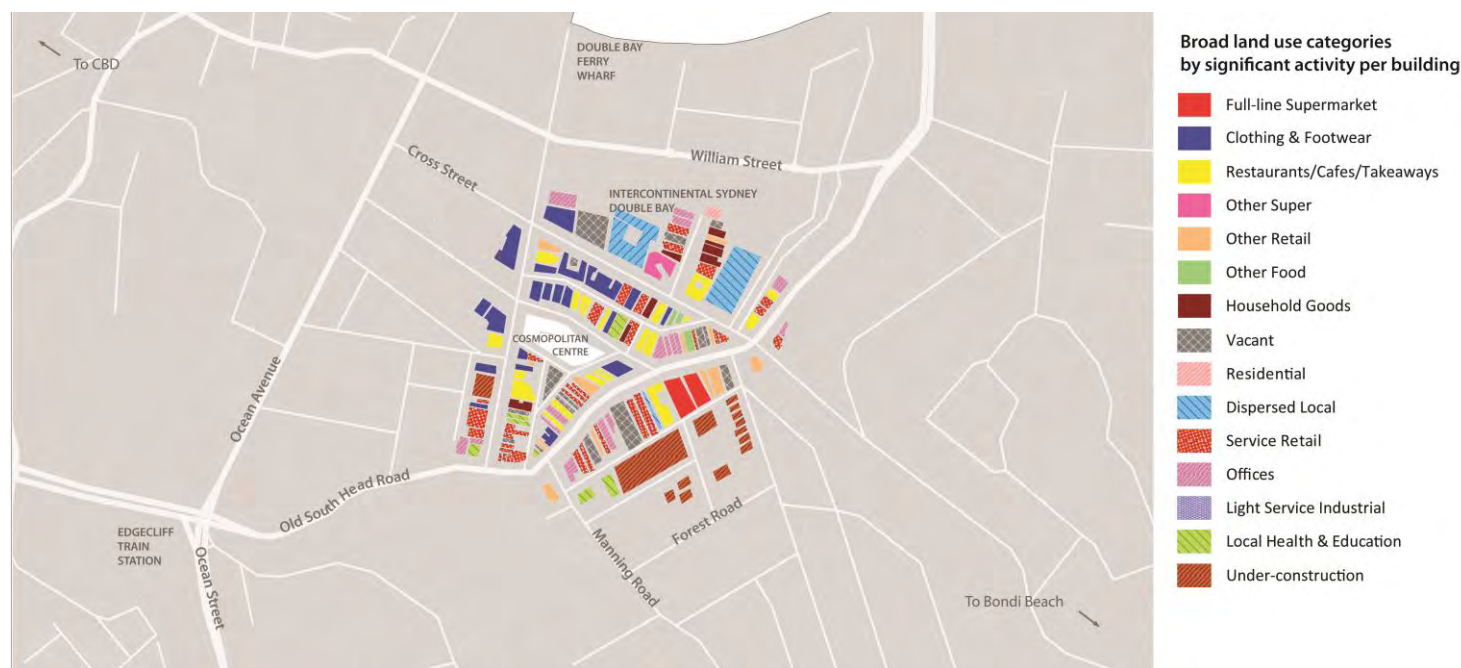 To CBD
DOUBLE BAY
FERRY
WHARF
Cross Street
William Street
INTERCONTINENTAL SYDNEY
DOUBLE BAY
COSMOPOLITAN
CENTRE
Ocean Avenue
Old South Head Road
EDGECLIFF
TRAIN
STATION
Ocean Street
Manning Road
Forest Road
To Bondi Beach
Broad land use categories
by significant activity per building
Full-line Supermarket
Clothing & Footwear
Restaurants/Cafes/Takeaways
Other Super
Other Retail
Other Food
Household Goods
Vacant
Residential
Dispersed Local
Service Retail
Offices
Light Service Industrial
Local Health & Education
Under-construction